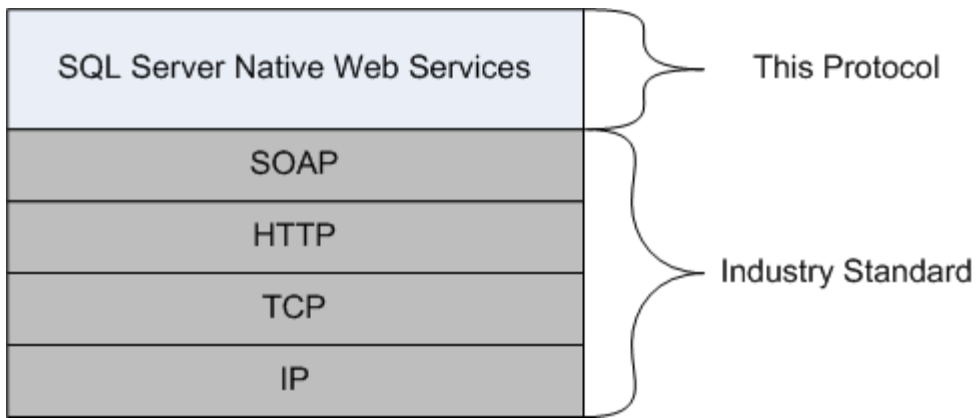 SQL Server Native Web Services
This Protocol
SOAP
HTTP
TCP
IP
Industry Standard